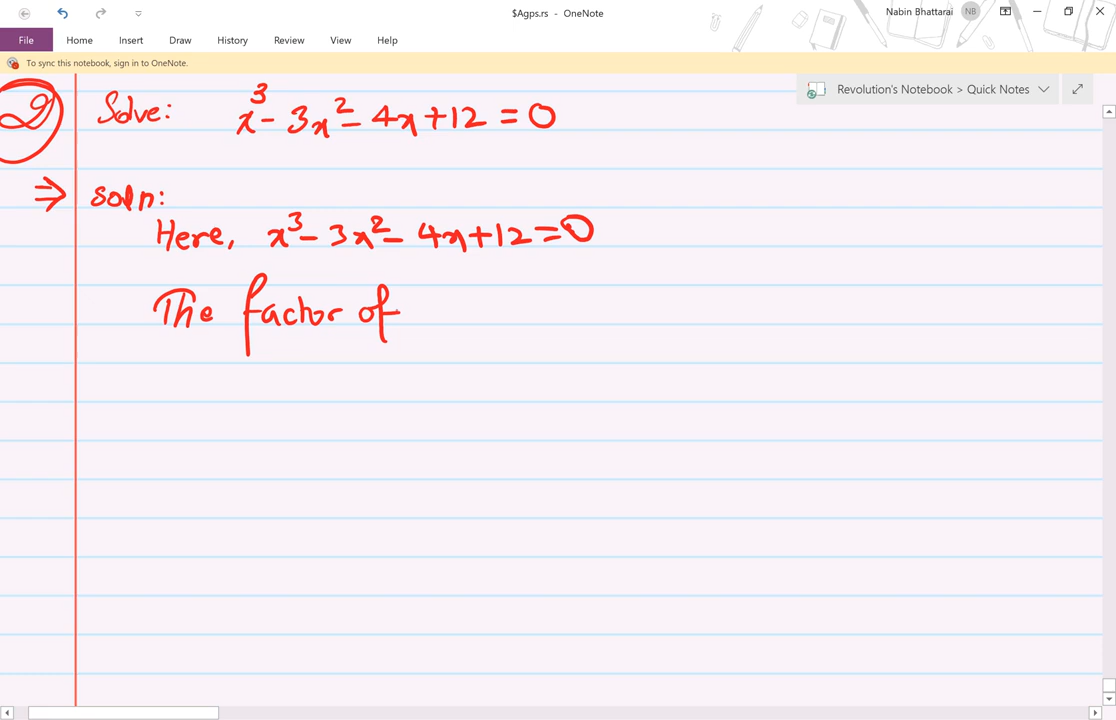 $Agps.rs - OneNote
Nabin Bhattarai NB
File Home Insert Draw History Review View Help
To sync this notebook, sign in to OneNote.
Revolution's Notebook > Quick Notes
2 Solve: x³ - 3x² - 4x + 12 = 0
⇒ soln:
Here, x³ - 3x² - 4x + 12 = 0
The factor of